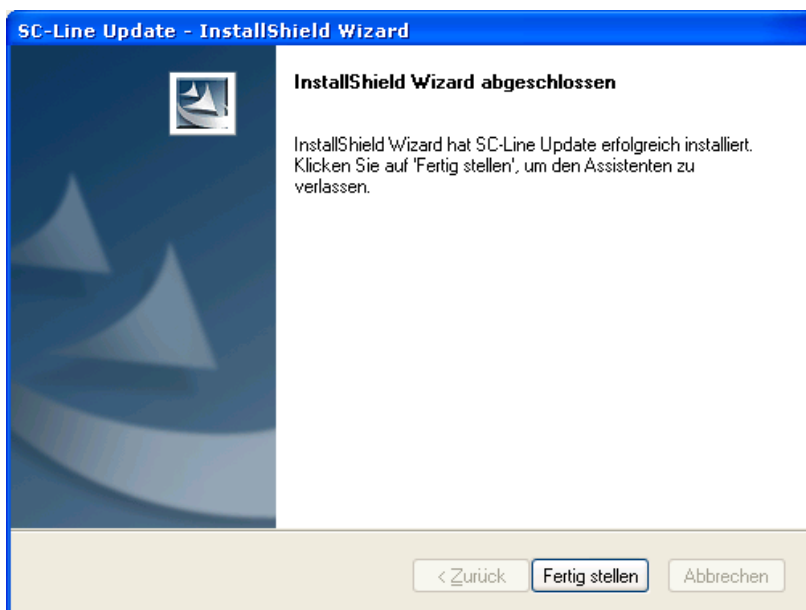 SC-Line Update - InstallShield Wizard
InstallShield Wizard abgeschlossen
InstallShield Wizard hat SC-Line Update erfolgreich installiert.
Klicken Sie auf 'Fertig stellen', um den Assistenten zu
verlassen.
< Zurück Fertig stellen Abbrechen